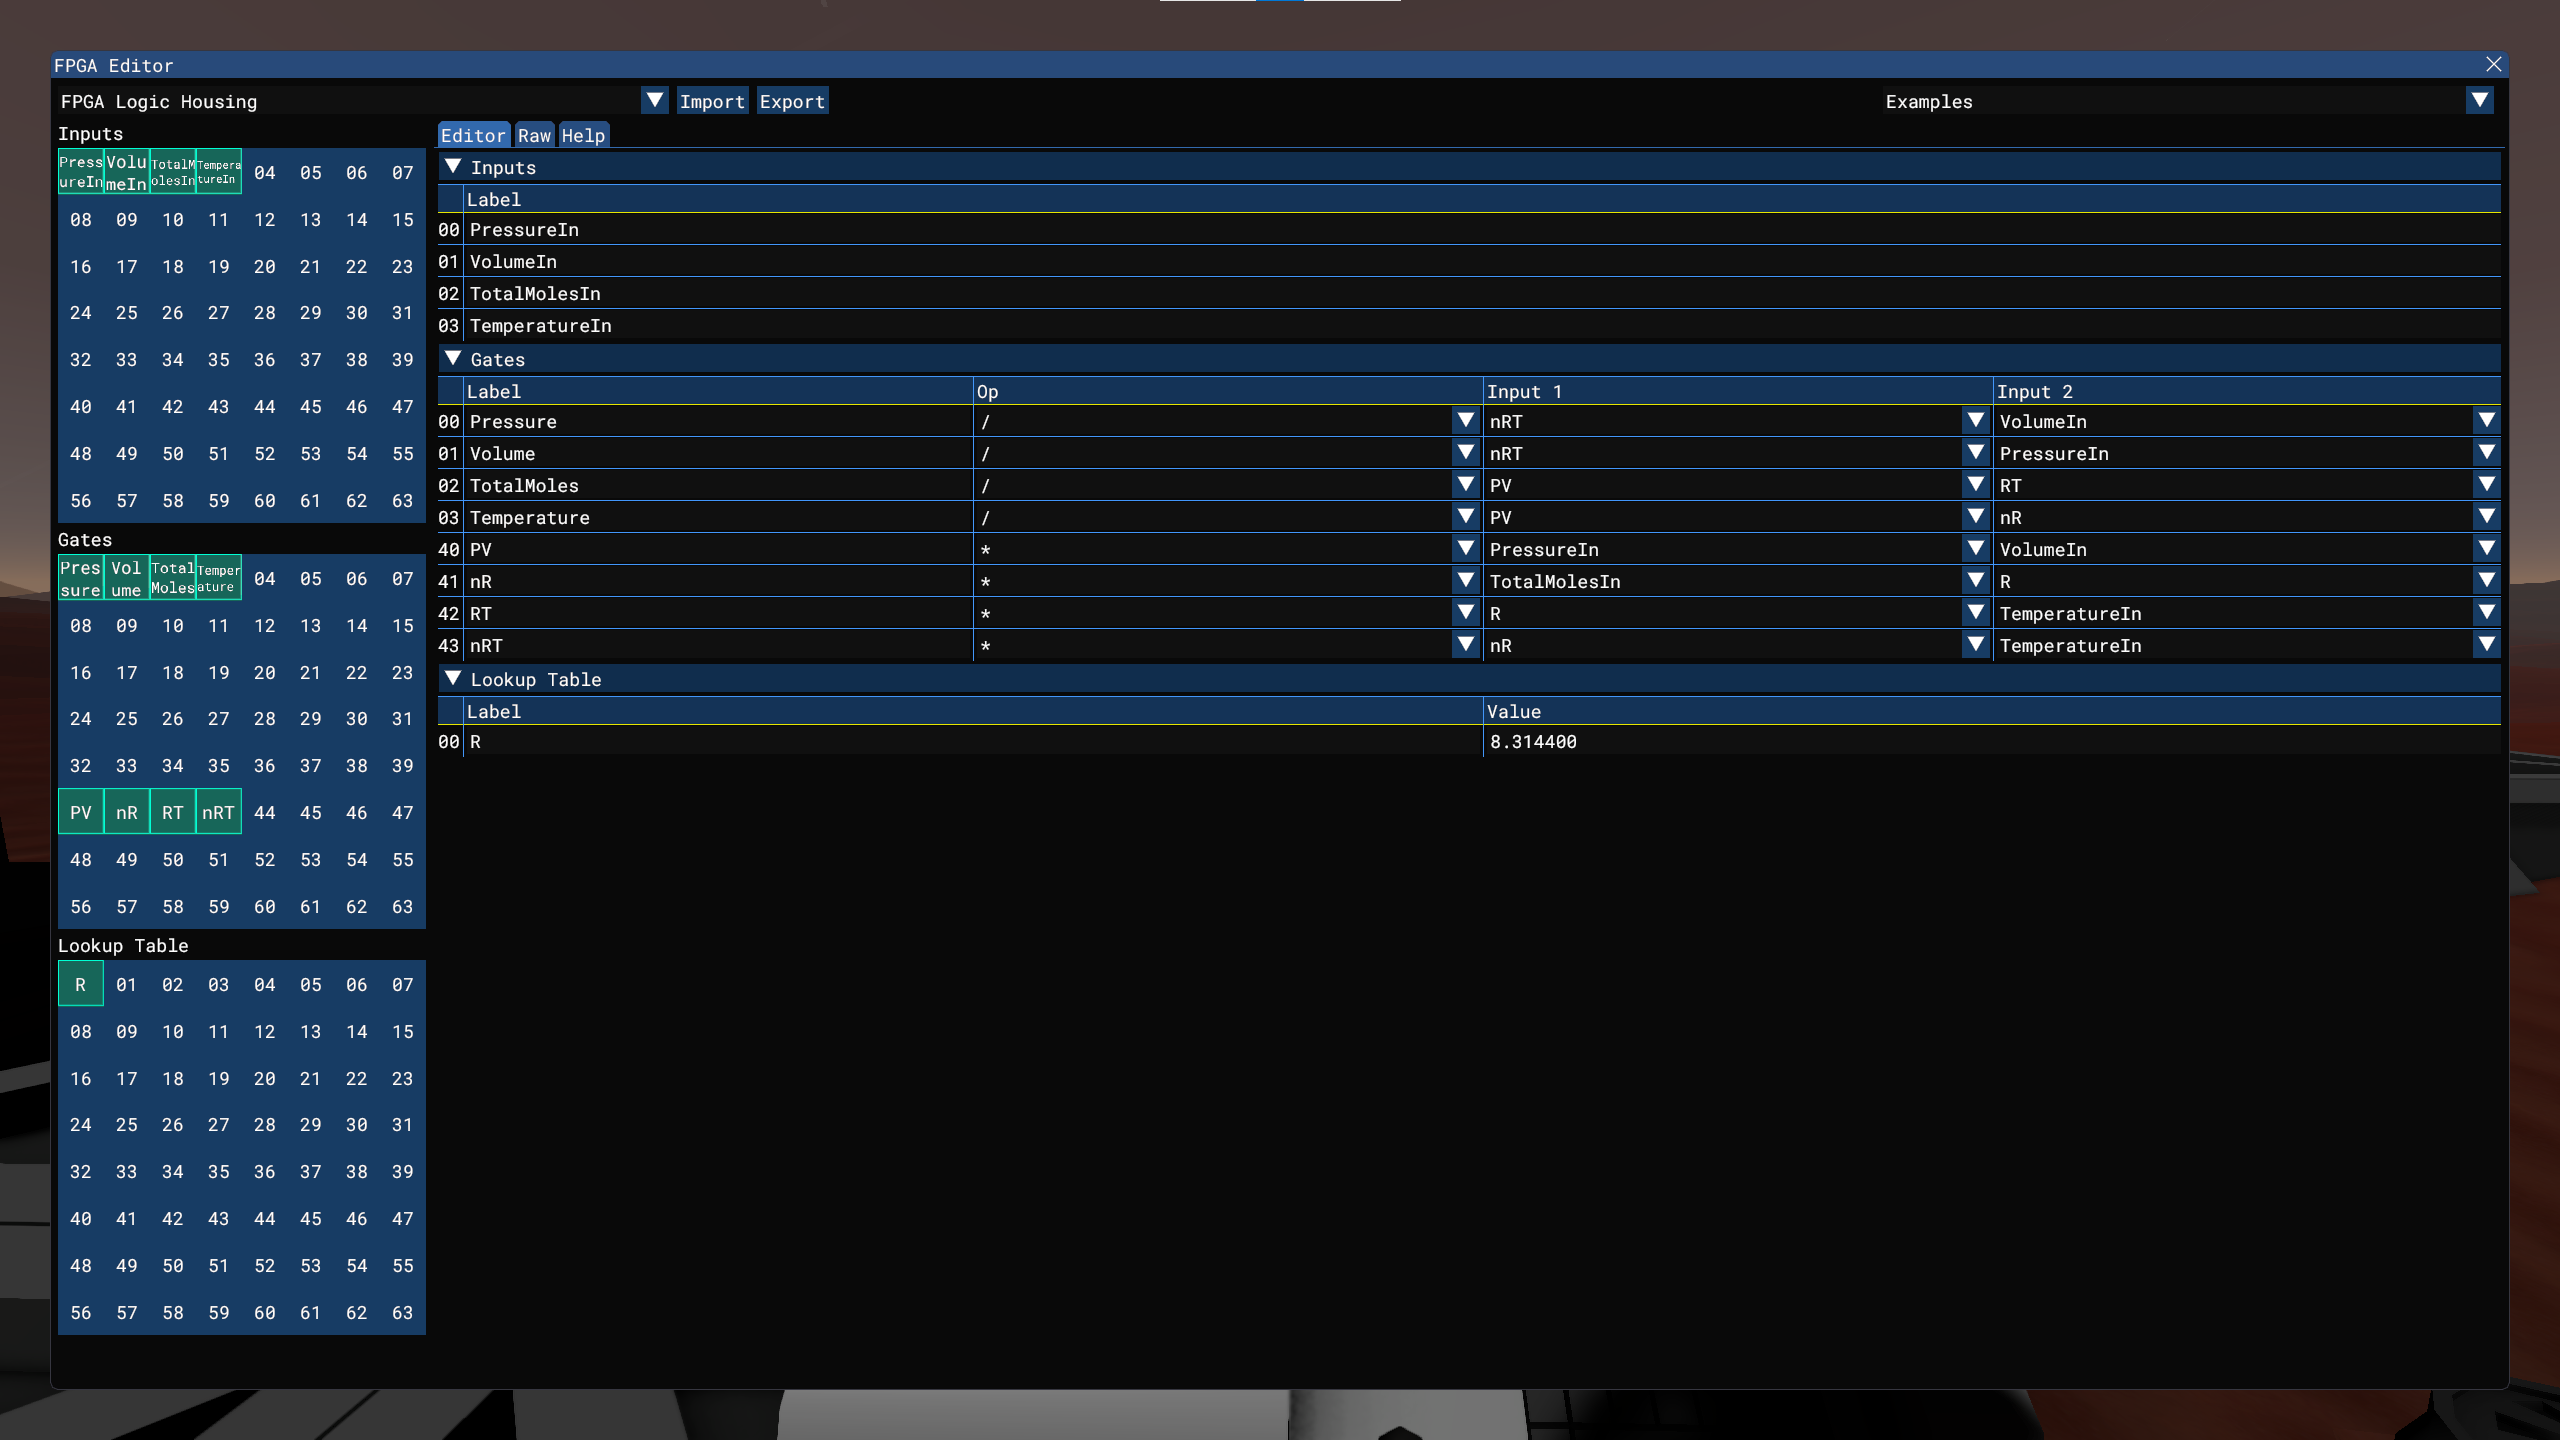 FPGA Editor
FPGA Logic Housing Import Export Examples
Inputs
PressureIn VolumeIn TotalMolesIn TemperatureIn 04 05 06 07
08 09 10 11 12 13 14 15
16 17 18 19 20 21 22 23
24 25 26 27 28 29 30 31
32 33 34 35 36 37 38 39
40 41 42 43 44 45 46 47
48 49 50 51 52 53 54 55
56 57 58 59 60 61 62 63
Gates
Pressure Volume TotalMoles Temperature 04 05 06 07
08 09 10 11 12 13 14 15
16 17 18 19 20 21 22 23
24 25 26 27 28 29 30 31
32 33 34 35 36 37 38 39
PV nR RT nRT 44 45 46 47
48 49 50 51 52 53 54 55
56 57 58 59 60 61 62 63
Lookup Table
R 01 02 03 04 05 06 07
08 09 10 11 12 13 14 15
16 17 18 19 20 21 22 23
24 25 26 27 28 29 30 31
32 33 34 35 36 37 38 39
40 41 42 43 44 45 46 47
48 49 50 51 52 53 54 55
56 57 58 59 60 61 62 63
Editor Raw Help
Inputs
Label
00 PressureIn
01 VolumeIn
02 TotalMolesIn
03 TemperatureIn
Gates
Label Op Input 1 Input 2
00 Pressure / nRT VolumeIn
01 Volume / nRT PressureIn
02 TotalMoles / PV RT
03 Temperature / PV nR
40 PV * PressureIn VolumeIn
41 nR * TotalMolesIn R
42 RT * R TemperatureIn
43 nRT * nR TemperatureIn
Lookup Table
Label Value
00 R 8.314400